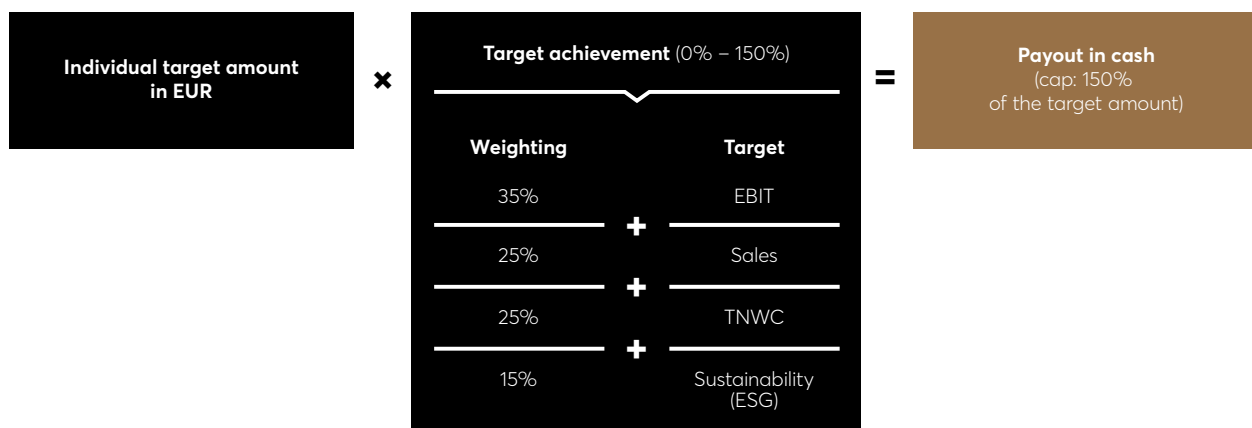 Individual target amount
in EUR
×
Target achievement (0% – 150%)
=
Payout in cash
(cap: 150%
of the target amount)
Weighting Target
35% EBIT
+
25% Sales
+
25% TNWC
+
15% Sustainability
(ESG)